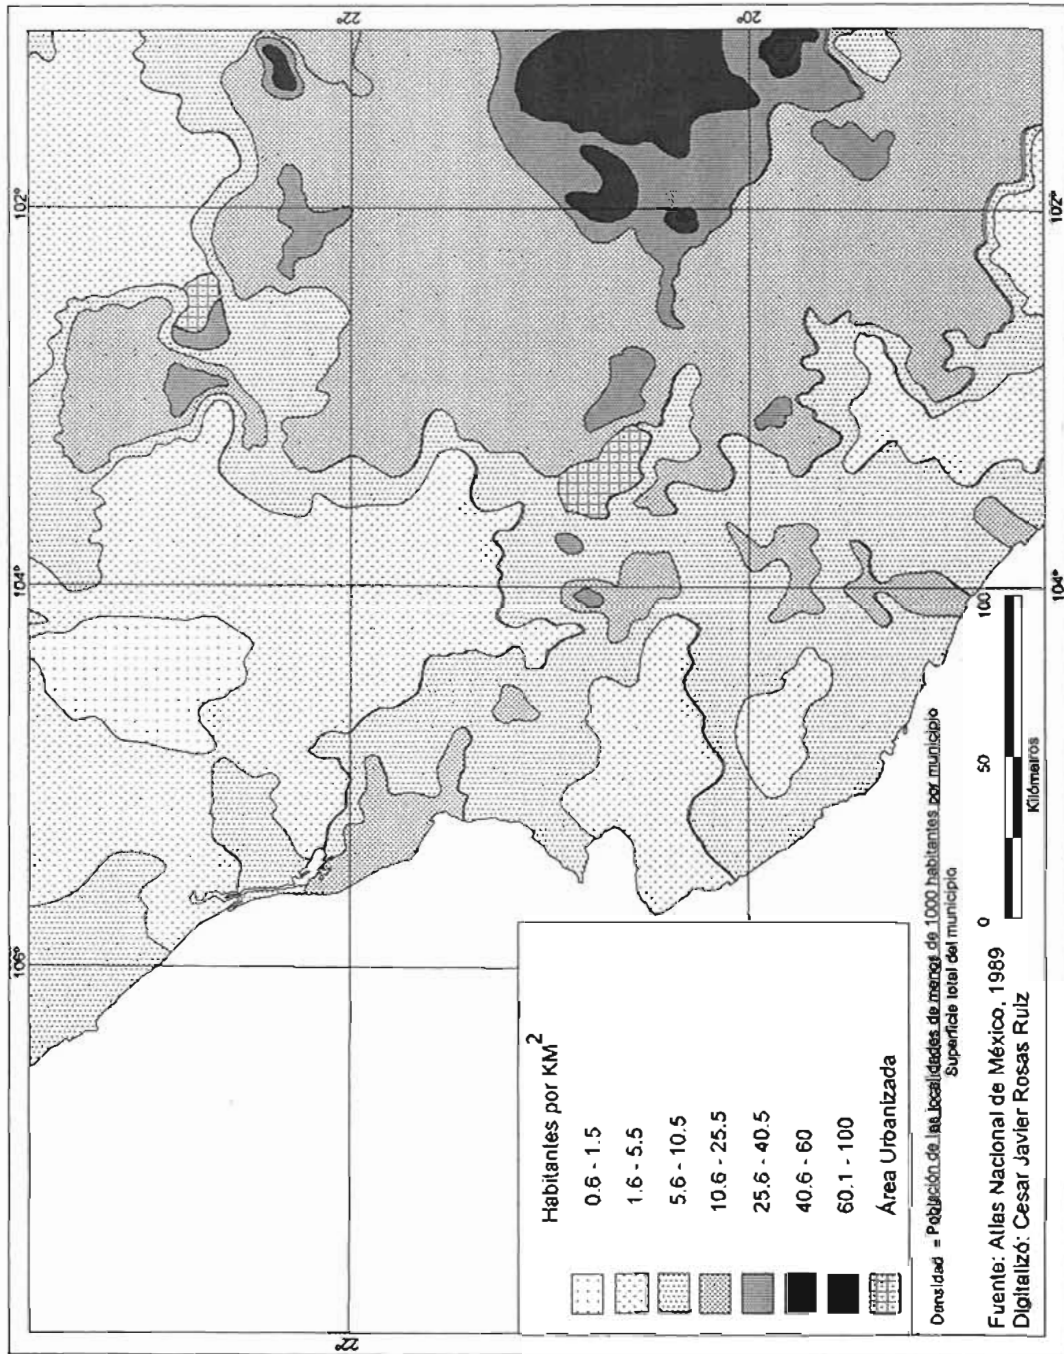 106°
104°
102°
22°
22°
20°
Habitantes por KM2
0.6 - 1.5
1.6 - 5.5
5.6 - 10.5
10.6 - 25.5
25.6 - 40.5
40.6 - 60
60.1 - 100
Área Urbanizada
Densidad = Población de las localidades de menos de 1000 habitantes por municipio
Superficie total del municipio
Fuente: Atlas Nacional de México, 1989
Digitalizó: Cesar Javier Rosas Ruiz
0
50
100
Kilómetros
104°
102°